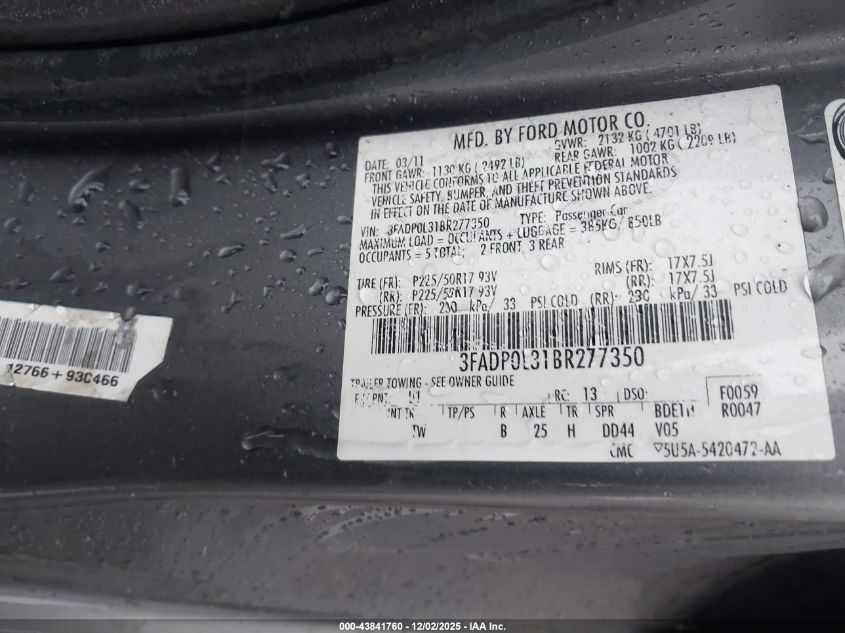 MFD. BY FORD MOTOR CO.
DATE: 03/11 GVWR: 2132 KG (4701 LB)
FRONT GAWR: 1130 KG (2492 LB) REAR GAWR: 1002 KG (2209 LB)
THIS VEHICLE CONFORMS TO ALL APPLICABLE FEDERAL MOTOR
VEHICLE SAFETY, BUMPER, AND THEFT PREVENTION STANDARDS
IN EFFECT ON THE DATE OF MANUFACTURE SHOWN ABOVE.
VIN: 3FADP0L31BR277350 TYPE: Passenger Car
MAXIMUM LOAD = OCCUPANTS + LUGGAGE = 385KG/ 850LB
OCCUPANTS = 5 TOTAL: 2 FRONT, 3 REAR
TIRE (FR): P225/50R17 93V RIMS (FR): 17X7.5J
(RR): P225/50R17 93V (RR): 17X7.5J
PRESSURE (FR): 230 kPa/ 33 PSI COLD (RR): 230 kPa/ 33 PSI COLD
3FADP0L31BR277350
TRAILER TOWING - SEE OWNER GUIDE
RC: 13 DSO: F0059
INT TR TP/PS R AXLE TR SPR R0047
TW B 25 H DD44 V05
CMC 5U5A-5420472-AA
12766+930466
000-43841760 - 12/02/2025 - IAA Inc.